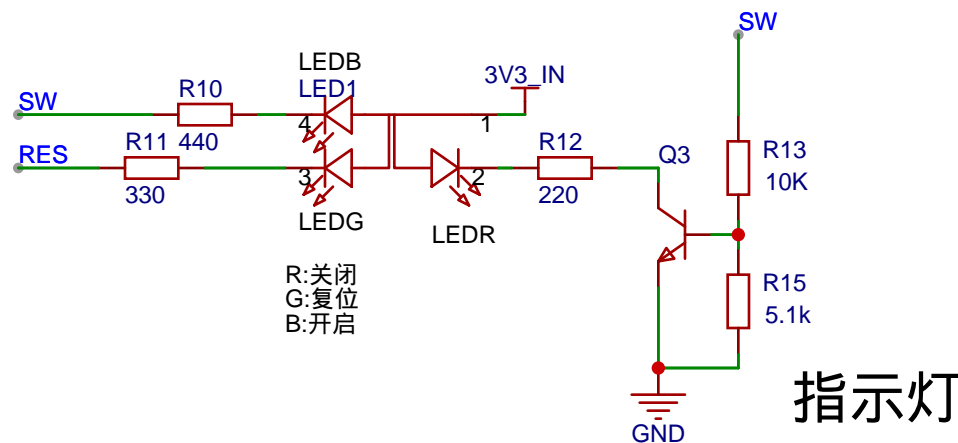 SW
LEDB
LED1
3V3_IN
R10
SW
4
1
440
R11
RES
R12
Q3
R13
10K
3
2
330
220
LEDG
LEDR
R:关闭
G:复位
B:开启
R15
5.1k
指示灯
GND